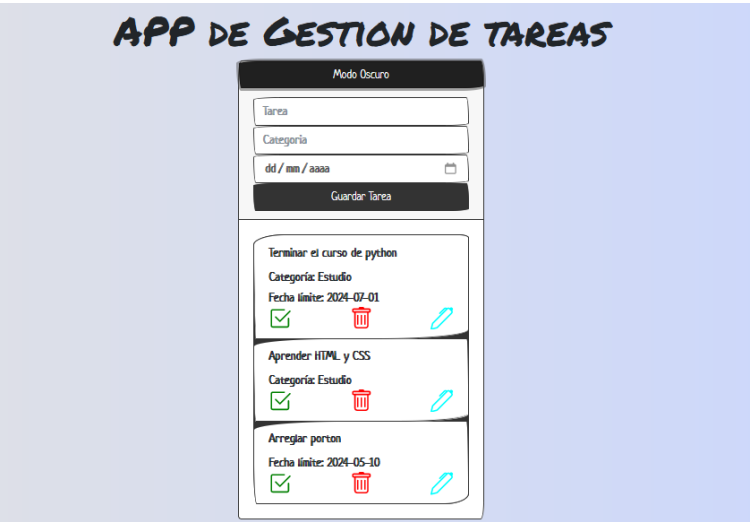 APP DE GESTION DE TAREAS
Modo Oscuro
Tarea
Categoria
dd / mm / aaaa
Guardar Tarea
Terminar el curso de python
Categoría: Estudio
Fecha límite: 2024-07-01
Aprender HTML y CSS
Categoría: Estudio
Arreglar porton
Fecha límite: 2024-05-10